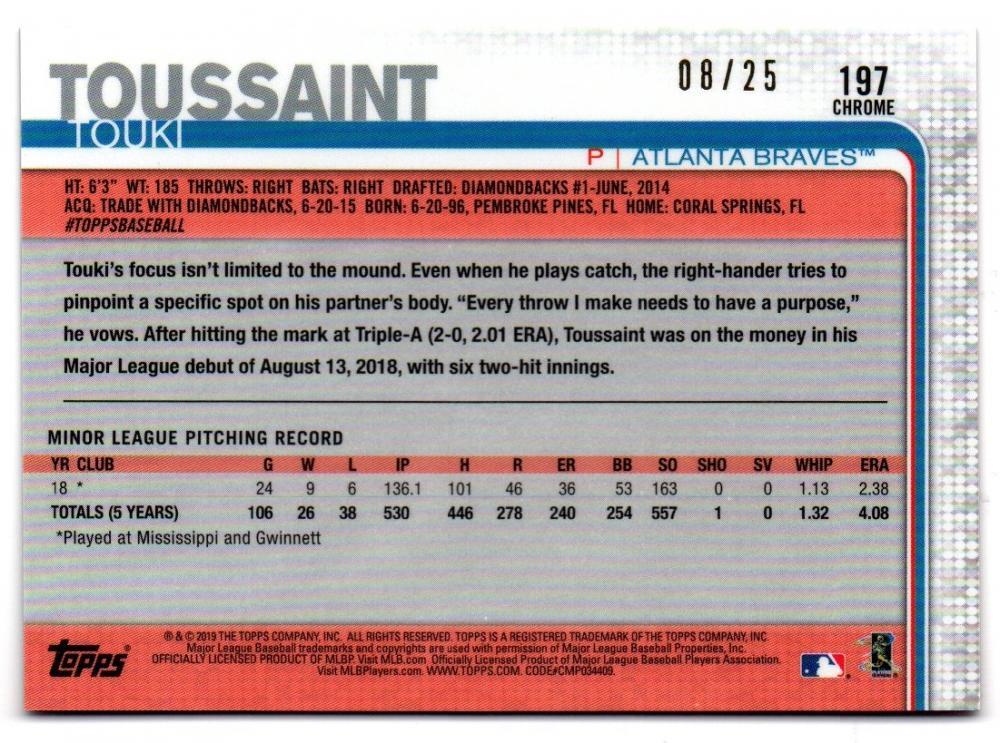 08/25
197
CHROME
TOUSSAINT
TOUKI
P | ATLANTA BRAVES™
HT: 6'3" WT: 185 THROWS: RIGHT BATS: RIGHT DRAFTED: DIAMONDBACKS #1-JUNE, 2014
ACQ: TRADE WITH DIAMONDBACKS, 6-20-15 BORN: 6-20-96, PEMBROKE PINES, FL HOME: CORAL SPRINGS, FL
#TOPPSBASEBALL
Touki's focus isn't limited to the mound. Even when he plays catch, the right-hander tries to
pinpoint a specific spot on his partner's body. “Every throw I make needs to have a purpose,”
he vows. After hitting the mark at Triple-A (2-0, 2.01 ERA), Toussaint was on the money in his
Major League debut of August 13, 2018, with six two-hit innings.
MINOR LEAGUE PITCHING RECORD
YR CLUB G W L IP H R ER BB SO SHO SV WHIP ERA
18 * 24 9 6 136.1 101 46 36 53 163 0 0 1.13 2.38
TOTALS (5 YEARS) 106 26 38 530 446 278 240 254 557 1 0 1.32 4.08
*Played at Mississippi and Gwinnett
Topps®
® & © 2019 THE TOPPS COMPANY, INC. ALL RIGHTS RESERVED. TOPPS IS A REGISTERED TRADEMARK OF THE TOPPS COMPANY, INC.
Major League Baseball trademarks and copyrights are used with permission of Major League Baseball Properties, Inc.
OFFICIALLY LICENSED PRODUCT OF MLBP. Visit MLB.com Officially Licensed Product of Major League Baseball Players Association.
Visit MLBPlayers.com. WWW.TOPPS.COM. CODE#CMP034409.